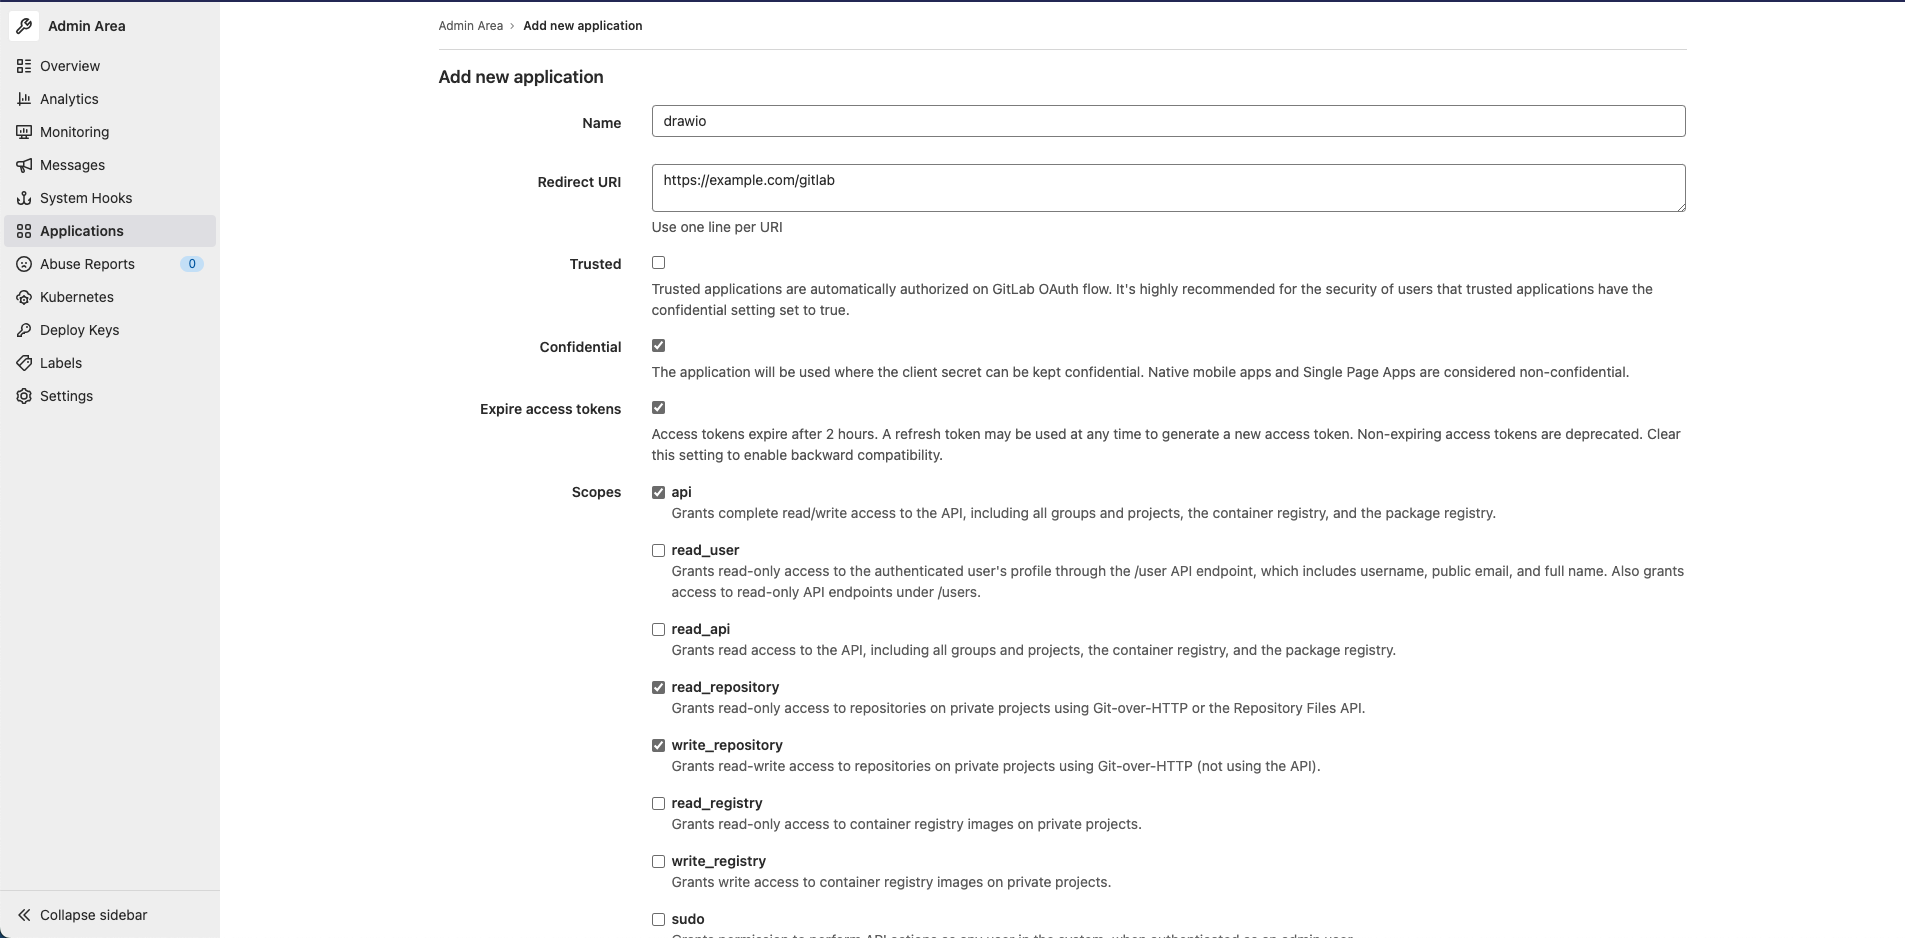 Admin Area
Overview
Analytics
Monitoring
Messages
System Hooks
Applications
Abuse Reports 0
Kubernetes
Deploy Keys
Labels
Settings
Collapse sidebar
Admin Area › Add new application
Add new application
Name
drawio
Redirect URI
https://example.com/gitlab
Use one line per URI
Trusted
Trusted applications are automatically authorized on GitLab OAuth flow. It's highly recommended for the security of users that trusted applications have the
confidential setting set to true.
Confidential
The application will be used where the client secret can be kept confidential. Native mobile apps and Single Page Apps are considered non-confidential.
Expire access tokens
Access tokens expire after 2 hours. A refresh token may be used at any time to generate a new access token. Non-expiring access tokens are deprecated. Clear
this setting to enable backward compatibility.
Scopes
api
Grants complete read/write access to the API, including all groups and projects, the container registry, and the package registry.
read_user
Grants read-only access to the authenticated user's profile through the /user API endpoint, which includes username, public email, and full name. Also grants
access to read-only API endpoints under /users.
read_api
Grants read access to the API, including all groups and projects, the container registry, and the package registry.
read_repository
Grants read-only access to repositories on private projects using Git-over-HTTP or the Repository Files API.
write_repository
Grants read-write access to repositories on private projects using Git-over-HTTP (not using the API).
read_registry
Grants read-only access to container registry images on private projects.
write_registry
Grants write access to container registry images on private projects.
sudo